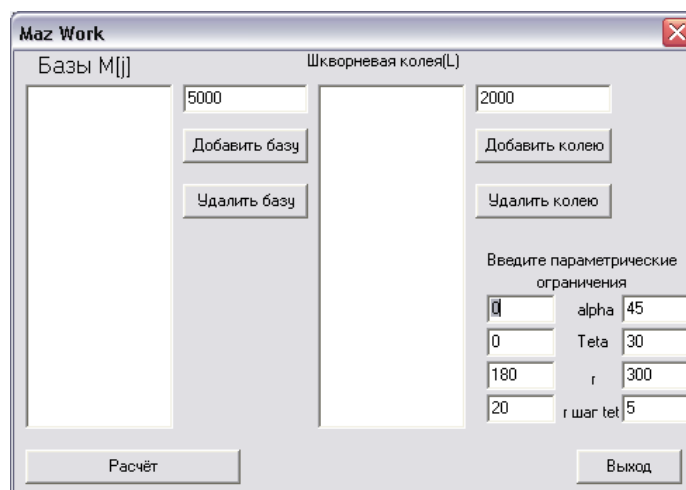 Maz Work
Базы M[j]
Шкворневая колея(L)
5000
2000
Добавить базу
Добавить колею
Удалить базу
Удалить колею
Введите параметрические
ограничения
0 alpha 45
0 Teta 30
180 r 300
20 r шаг tet 5
Расчёт
Выход